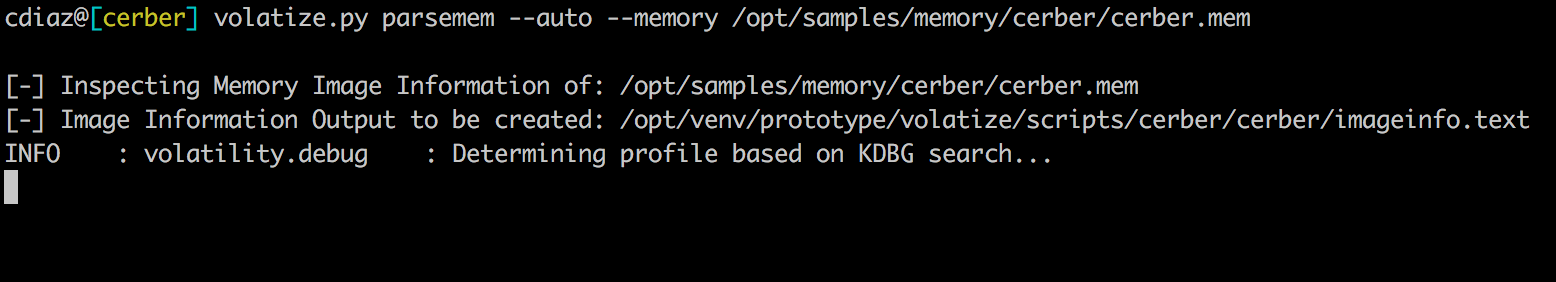 cdiaz@[cerber] volatize.py parsemem --auto --memory /opt/samples/memory/cerber/cerber.mem
[-] Inspecting Memory Image Information of: /opt/samples/memory/cerber/cerber.mem
[-] Image Information Output to be created: /opt/venv/prototype/volatize/scripts/cerber/cerber/imageinfo.text
INFO    : volatility.debug    : Determining profile based on KDBG search...